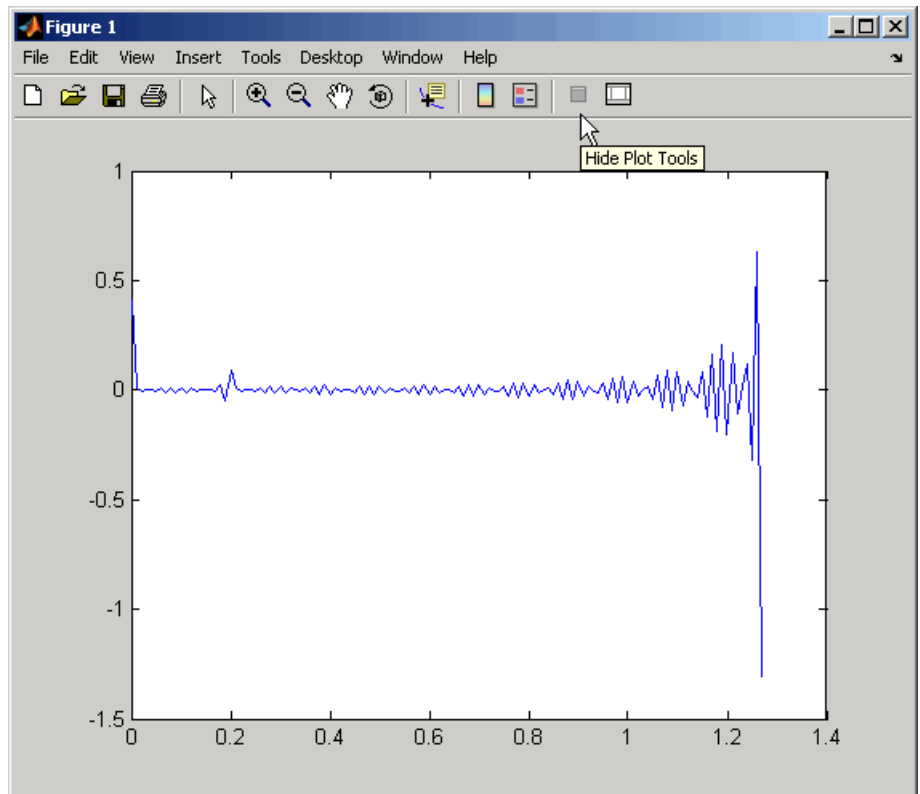 Figure 1
File Edit View Insert Tools Desktop Window Help
Hide Plot Tools
1
0.5
0
-0.5
-1
-1.5
0 0.2 0.4 0.6 0.8 1 1.2 1.4